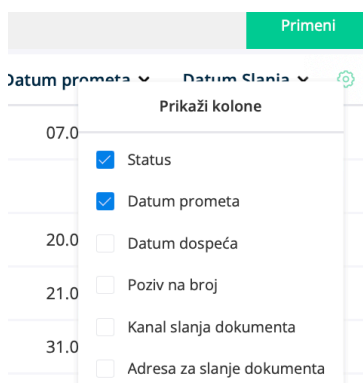 Primeni
Datum prometa Datum Slanja
Prikaži kolone
07.0
Status
Datum prometa
20.0
Datum dospeća
Poziv na broj
21.0
Kanal slanja dokumenta
31.0
Adresa za slanje dokumenta